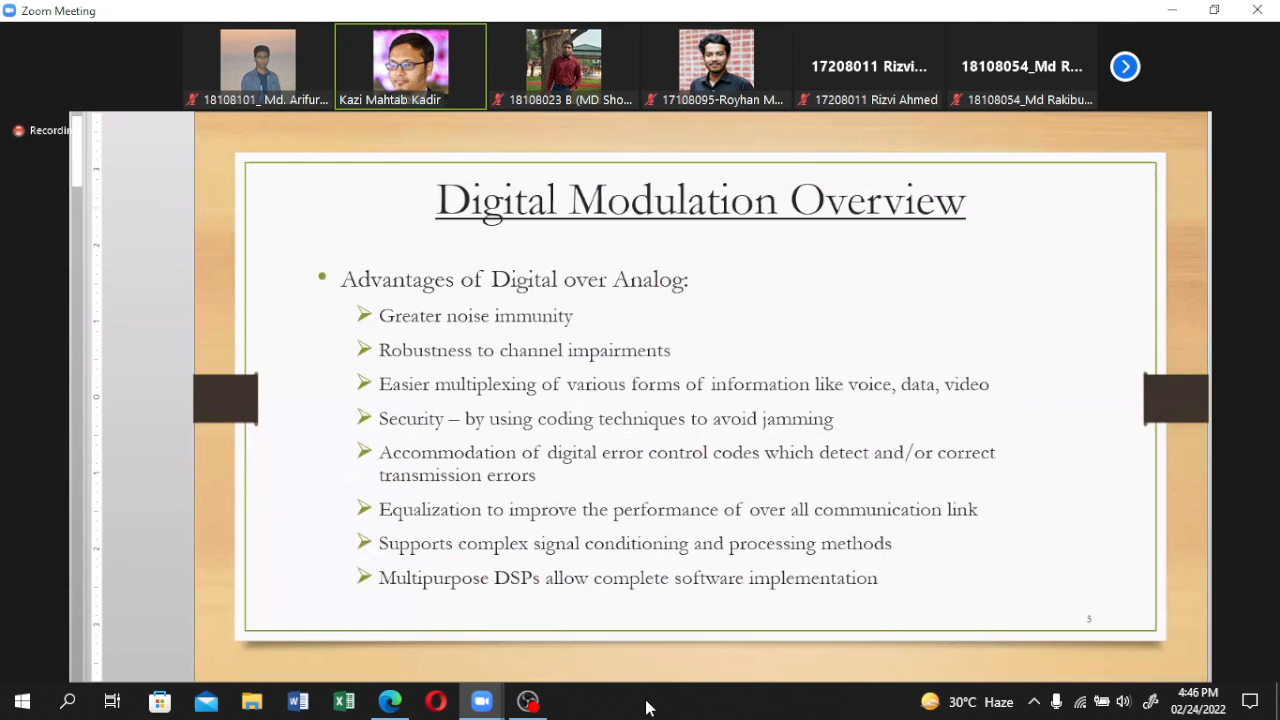 Zoom Meeting
17208011 Rizvi...
18108054_Md R...
18108101_ Md. Arifur...
Kazi Mahtab Kadir
18108023 B (MD Sho...
17108095-Royhan M...
17208011 Rizvi Ahmed
18108054_Md Rakibu...
Recordin
Digital Modulation Overview
• Advantages of Digital over Analog:
Greater noise immunity
Robustness to channel impairments
Easier multiplexing of various forms of information like voice, data, video
Security – by using coding techniques to avoid jamming
Accommodation of digital error control codes which detect and/or correct
transmission errors
Equalization to improve the performance of over all communication link
Supports complex signal conditioning and processing methods
Multipurpose DSPs allow complete software implementation
5
30°C Haze
4:46 PM
02/24/2022